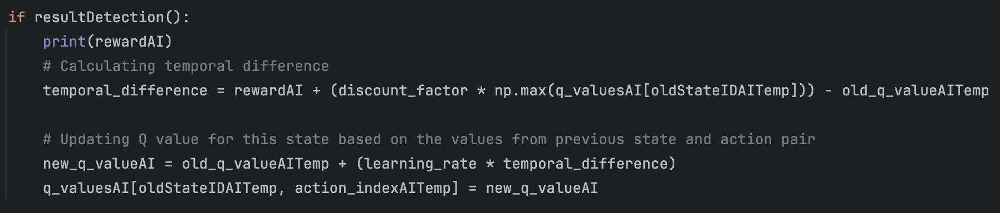 if resultDetection():
print(rewardAI)
# Calculating temporal difference
temporal_difference = rewardAI + (discount_factor * np.max(q_valuesAI[oldStateIDAITemp])) - old_q_valueAITemp
# Updating Q value for this state based on the values from previous state and action pair
new_q_valueAI = old_q_valueAITemp + (learning_rate * temporal_difference)
q_valuesAI[oldStateIDAITemp, action_indexAITemp] = new_q_valueAI